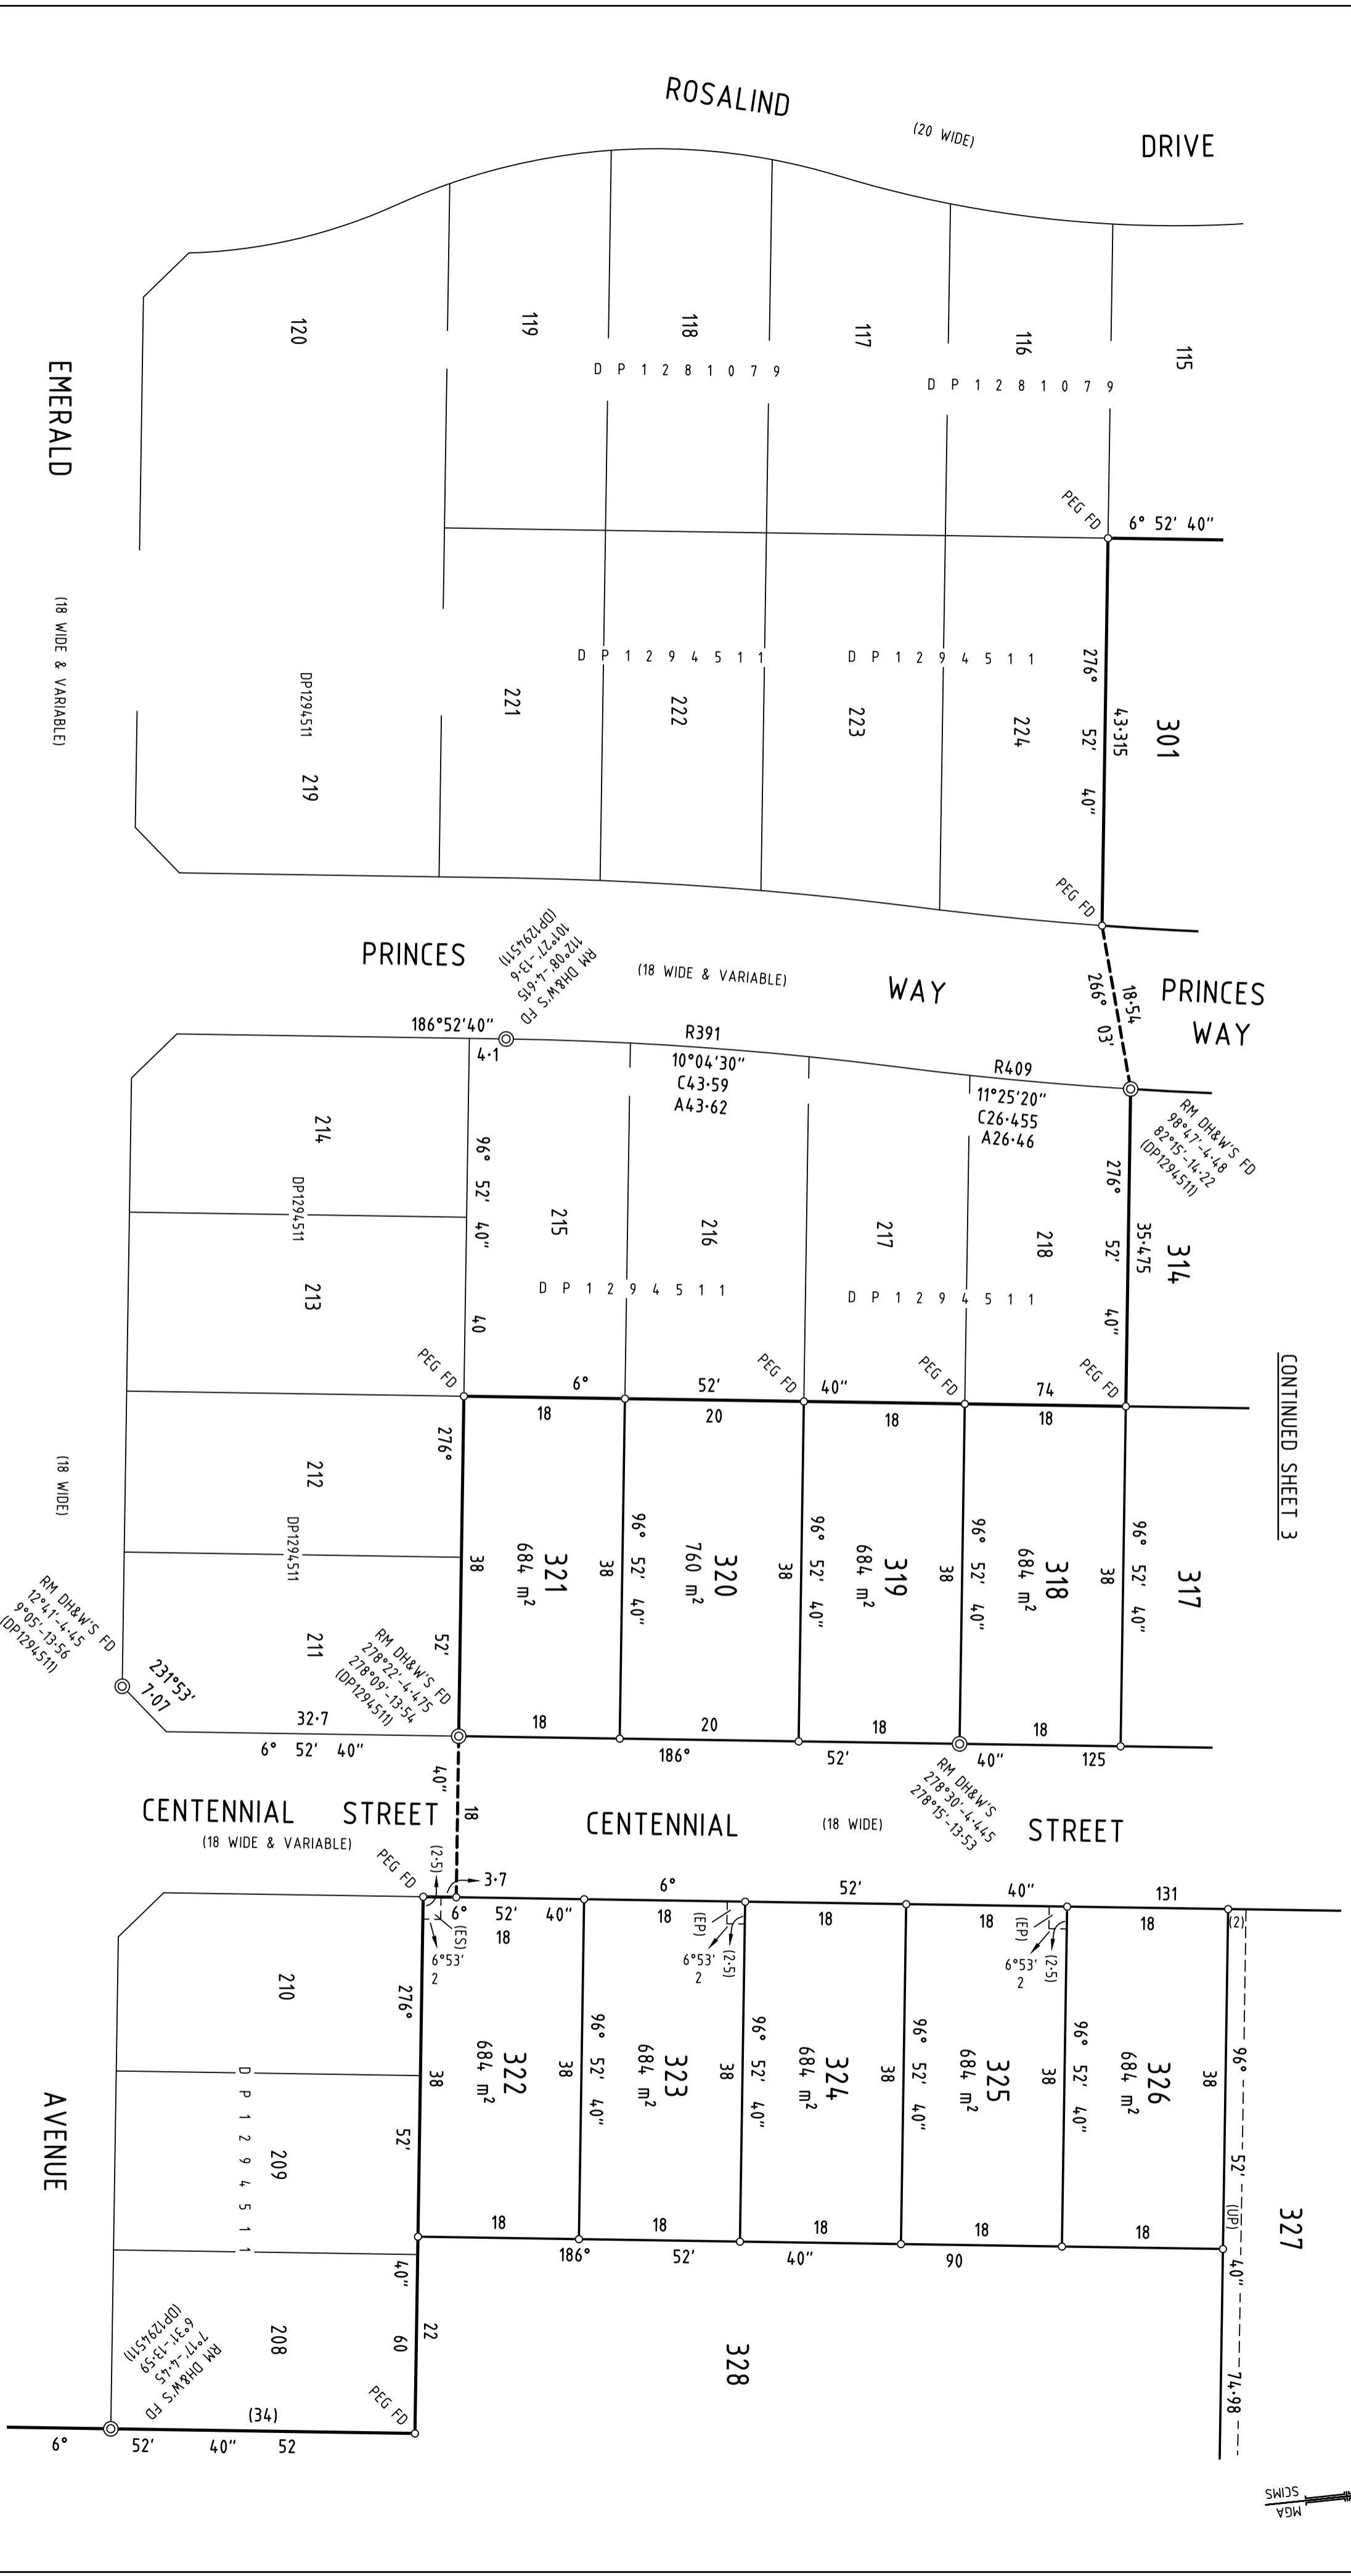 ROSALIND
(20 WIDE)
DRIVE
120
119
118
117
116
115
D P 1 2 8 1 0 7 9
D P 1 2 8 1 0 7 9
EMERALD
(18 WIDE & VARIABLE)
PEG FD
6° 52' 40"
D P 1 2 9 4 5 1 1
D P 1 2 9 4 5 1 1
276° 52' 40"
43·315
301
DP1294511
219
221
222
223
224
PEG FD
PRINCES
(18 WIDE & VARIABLE)
WAY
RM DH&W'S FD
112°08'-4·615
101°27'-13·6
(DP1294511)
18·54
266° 03'
PRINCES
WAY
186°52'40"
4·1
R391
10°04'30"
C43·59
A43·62
R409
11°25'20"
C26·455
A26·46
RM DH&W'S FD
98°47'-4·48
82°15'-14·22
(DP1294511)
214
DP1294511
213
96° 52' 40"
40
215
216
217
218
D P 1 2 9 4 5 1 1
D P 1 2 9 4 5 1 1
276° 52' 40"
35·475
314
CONTINUED SHEET 3
PEG FD
PEG FD
PEG FD
PEG FD
6° 52' 40" 74
18
20
18
18
212
DP1294511
211
(18 WIDE)
276° 52' 40"
38
321
684 m²
38
96° 52' 40"
320
760 m²
38
96° 52' 40"
319
684 m²
38
96° 52' 40"
318
684 m²
38
96° 52' 40"
317
RM DH&W'S FD
12°41'-4·45
9°05'-13·56
(DP1294511)
231°53'
7·07
RM DH&W'S FD
278°22'-4·475
278°09'-13·54
(DP1294511)
32·7
6° 52' 40"
18
20
18
18
186° 52' 40" 125
RM DH&W'S
278°30'-4·445
278°15'-13·53
18
CENTENNIAL STREET
(18 WIDE & VARIABLE)
CENTENNIAL
(18 WIDE)
STREET
PEG FD
(2·5)
3·7
6° 52' 40" 131
6° 52' 40"
18
18
18
18
18
(2)
(ES)
6°53'
2
(EP)
6°53'
2
(2·5)
(EP)
6°53'
2
(2·5)
210
276° 52' 40" 60
38
322
684 m²
38
96° 52' 40"
323
684 m²
38
96° 52' 40"
324
684 m²
38
96° 52' 40"
325
684 m²
38
96° 52' 40"
326
684 m²
38
96° 52' 40" 74·98
(UP)
327
AVENUE
D P 1 2 9 4 5 1 1
209
208
18
18
18
18
18
186° 52' 40" 90
22
328
RM DH&W'S FD
7°17'-4·45
6°31'-13·59
(DP1294511)
PEG FD
(34)
6° 52' 40" 52
MGA
SCIMS